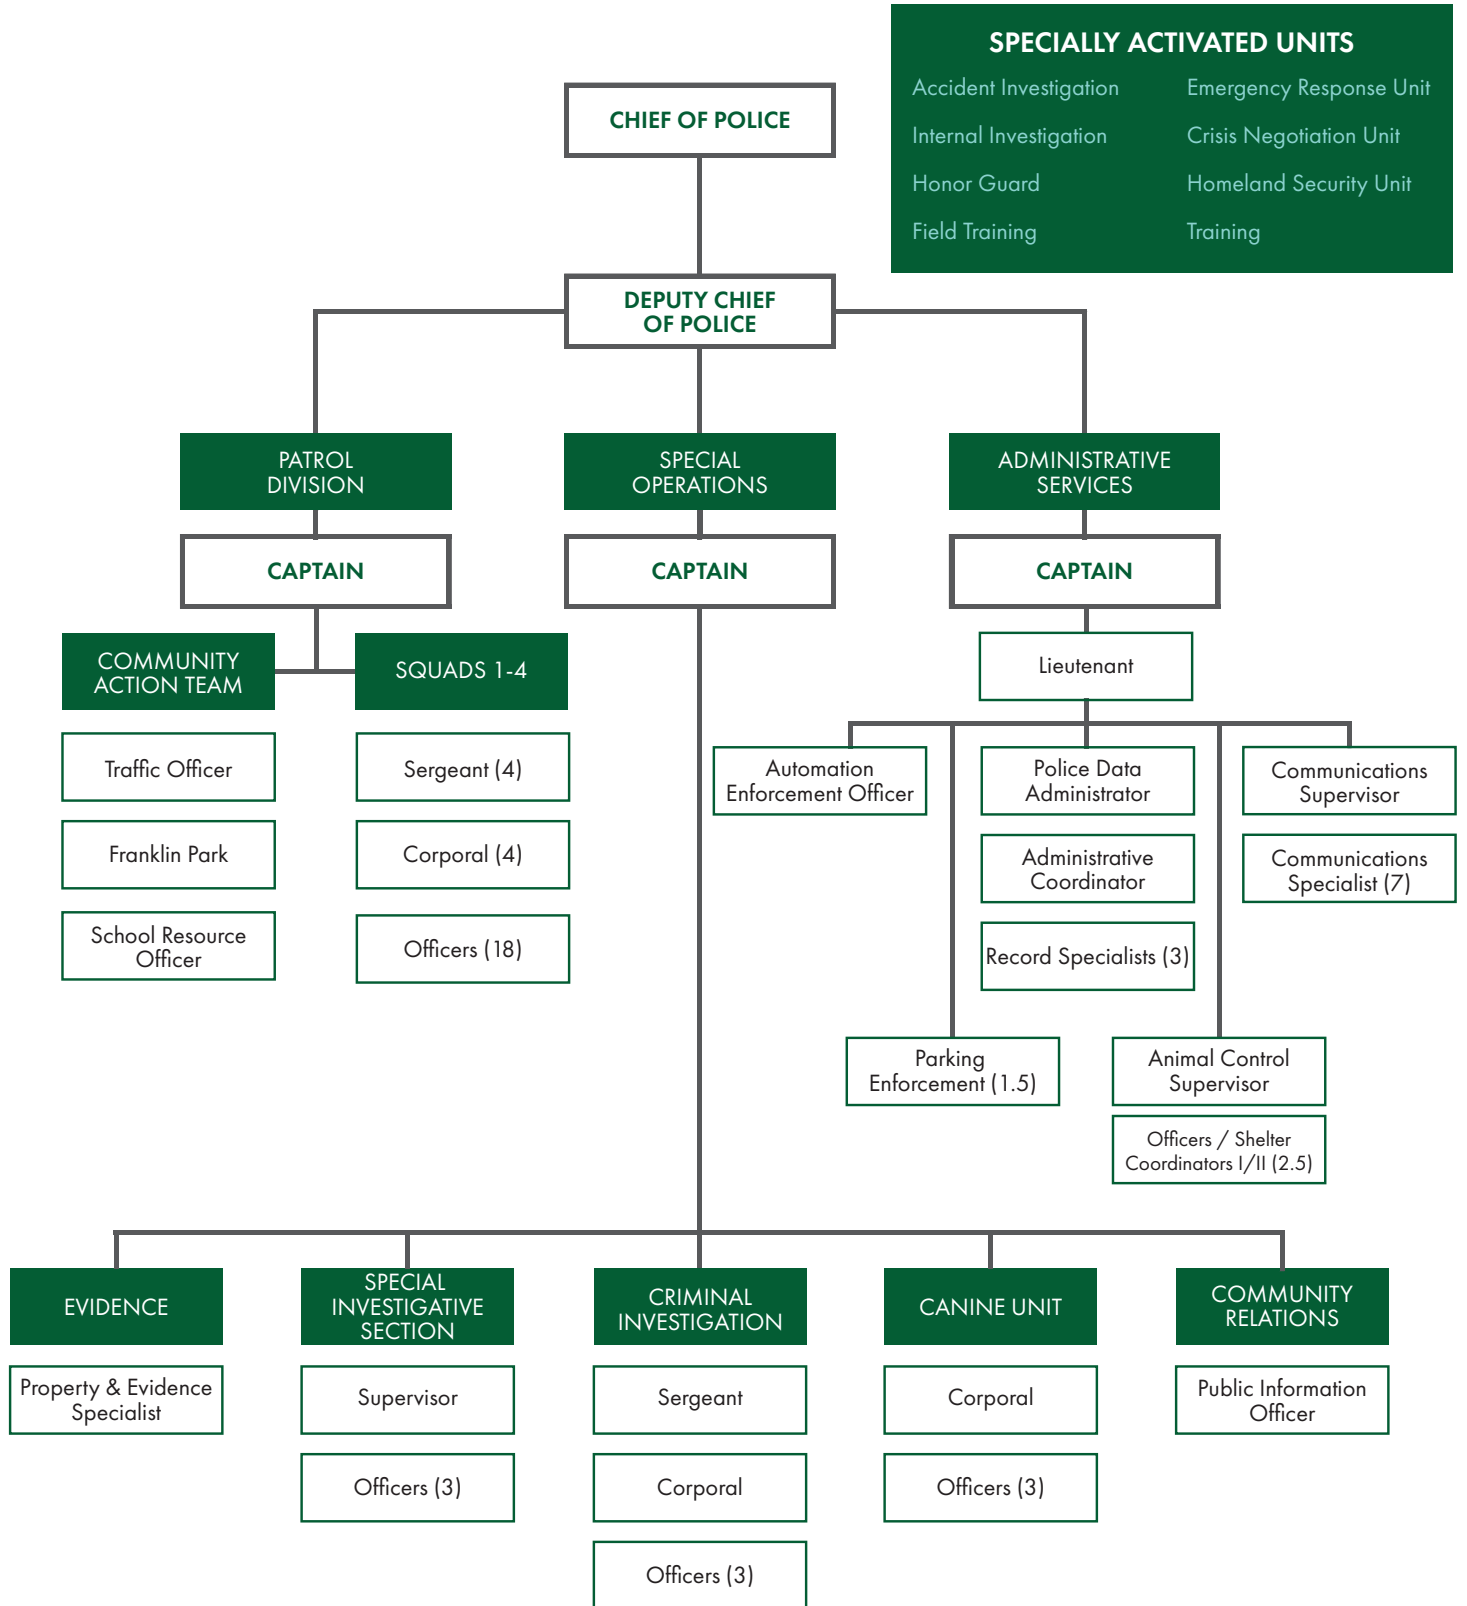 SPECIALLY ACTIVATED UNITS
Accident Investigation
Emergency Response Unit
Internal Investigation
Crisis Negotiation Unit
Honor Guard
Homeland Security Unit
Field Training
Training
CHIEF OF POLICE
DEPUTY CHIEF
OF POLICE
PATROL
DIVISION
CAPTAIN
COMMUNITY
ACTION TEAM
Traffic Officer
Franklin Park
School Resource
Officer
SQUADS 1-4
Sergeant (4)
Corporal (4)
Officers (18)
SPECIAL
OPERATIONS
CAPTAIN
ADMINISTRATIVE
SERVICES
CAPTAIN
Lieutenant
Automation
Enforcement Officer
Police Data
Administrator
Administrative
Coordinator
Record Specialists (3)
Communications
Supervisor
Communications
Specialist (7)
Parking
Enforcement (1.5)
Animal Control
Supervisor
Officers / Shelter
Coordinators I/II (2.5)
EVIDENCE
Property & Evidence
Specialist
SPECIAL
INVESTIGATIVE
SECTION
Supervisor
Officers (3)
CRIMINAL
INVESTIGATION
Sergeant
Corporal
Officers (3)
CANINE UNIT
Corporal
Officers (3)
COMMUNITY
RELATIONS
Public Information
Officer